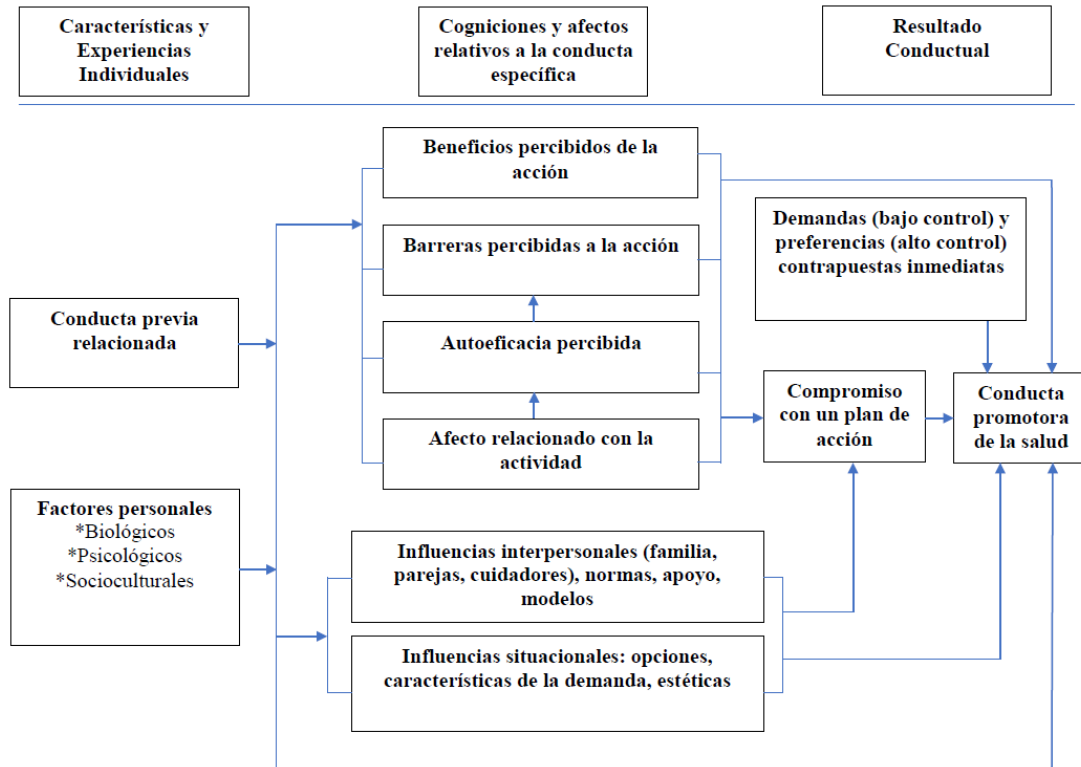 Características y
Experiencias
Individuales
Cogniciones y afectos
relativos a la conducta
específica
Resultado
Conductual
Beneficios percibidos de la
acción
Demandas (bajo control) y
preferencias (alto control)
contrapuestas inmediatas
Barreras percibidas a la acción
Conducta previa
relacionada
Autoeficacia percibida
Compromiso
con un plan de
acción
Conducta
promotora
de la salud
Afecto relacionado con la
actividad
Factores personales
*Biológicos
*Psicológicos
*Socioculturales
Influencias interpersonales (familia,
parejas, cuidadores), normas, apoyo,
modelos
Influencias situacionales: opciones,
características de la demanda, estéticas